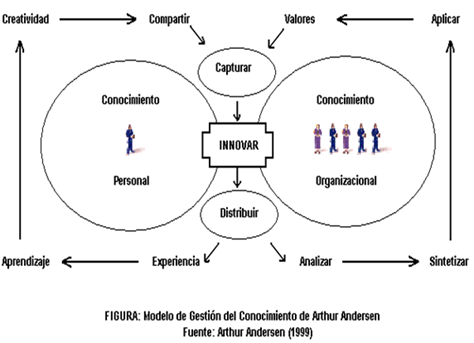 Creatividad Compartir Valores Aplicar
Capturar
Conocimiento Conocimiento
INNOVAR
Personal Organizacional
Distribuir
Aprendizaje Experiencia Analizar Sintetizar
FIGURA: Modelo de Gestión del Conocimiento de Arthur Andersen
Fuente: Arthur Andersen (1999)